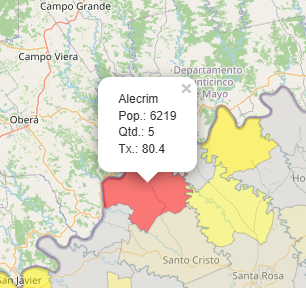 Campo Grande
Campo Viera
Departamento
Veinticinco
de Mayo
Oberá
Alecrim
Pop.: 6219
Qtd.: 5
Tx.: 80.4
×
Santo Cristo
Santa Rosa
San Javier